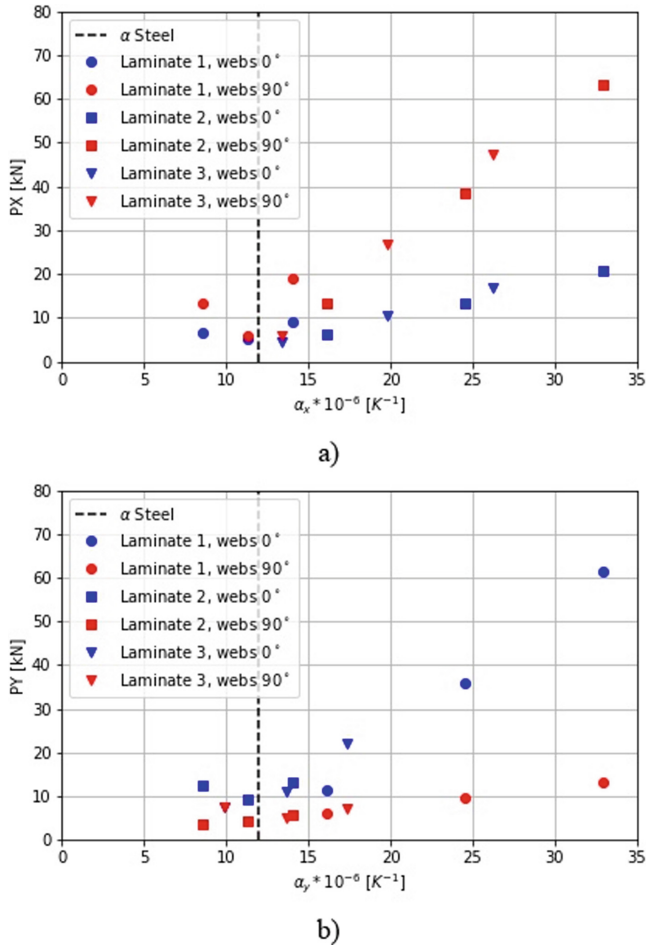 80
70
60
50
40
30
20
10
0
PX [kN]
α Steel
Laminate 1, webs 0°
Laminate 1, webs 90°
Laminate 2, webs 0°
Laminate 2, webs 90°
Laminate 3, webs 0°
Laminate 3, webs 90°
0 5 10 15 20 25 30 35
αₓ * 10⁻⁶ [K⁻¹]
a)
80
70
60
50
40
30
20
10
0
PY [kN]
α Steel
Laminate 1, webs 0°
Laminate 1, webs 90°
Laminate 2, webs 0°
Laminate 2, webs 90°
Laminate 3, webs 0°
Laminate 3, webs 90°
0 5 10 15 20 25 30 35
α_y * 10⁻⁶ [K⁻¹]
b)